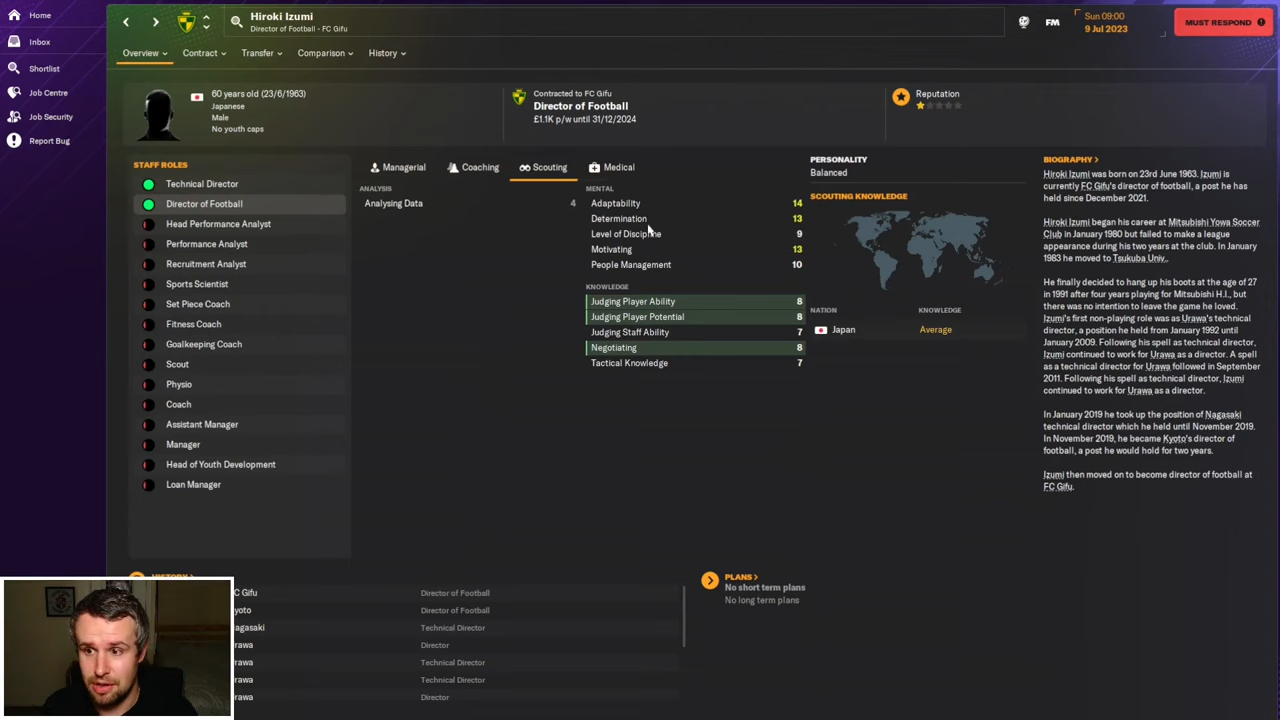 Home
Inbox
Shortlist
Job Centre
Job Security
Report Bug
Hiroki Izumi
Director of Football - FC Gifu
FM
Sun 09:00
9 Jul 2023
MUST RESPOND
Overview
Contract
Transfer
Comparison
History
60 years old (23/6/1963)
Japanese
Male
No youth caps
Contracted to FC Gifu
Director of Football
£1.1K p/w until 31/12/2024
Reputation
STAFF ROLES
Technical Director
Director of Football
Head Performance Analyst
Performance Analyst
Recruitment Analyst
Sports Scientist
Set Piece Coach
Fitness Coach
Goalkeeping Coach
Scout
Physio
Coach
Assistant Manager
Manager
Head of Youth Development
Loan Manager
Managerial
Coaching
Scouting
Medical
ANALYSIS
Analysing Data 4
MENTAL
Adaptability 14
Determination 13
Level of Discipline 9
Motivating 13
People Management 10
KNOWLEDGE
Judging Player Ability 8
Judging Player Potential 8
Judging Staff Ability 7
Negotiating 8
Tactical Knowledge 7
PERSONALITY
Balanced
SCOUTING KNOWLEDGE
NATION KNOWLEDGE
Japan Average
BIOGRAPHY >
Hiroki Izumi was born on 23rd June 1963. Izumi is
currently FC Gifu's director of football, a post he has
held since December 2021.
Hiroki Izumi began his career at Mitsubishi Yowa Soccer
Club in January 1980 but failed to make a league
appearance during his two years at the club. In January
1983 he moved to Tsukuba Univ..
He finally decided to hang up his boots at the age of 27
in 1991 after four years playing for Mitsubishi H.I., but
there was no intention to leave the game he loved.
Izumi's first non-playing role was as Urawa's technical
director, a position he held from January 1992 until
January 2009. Following his spell as technical director,
Izumi continued to work for Urawa as a director. A spell
as a technical director for Urawa followed in September
2011. Following his spell as technical director, Izumi
continued to work for Urawa as a director.
In January 2019 he took up the position of Nagasaki
technical director which he held until November 2019.
In November 2019, he became Kyoto's director of
football, a post he would hold for two years.
Izumi then moved on to become director of football at
FC Gifu.
HISTORY >
C Gifu Director of Football
yoto Director of Football
agasaki Technical Director
rawa Director
rawa Technical Director
rawa Technical Director
rawa Director
PLANS >
No short term plans
No long term plans